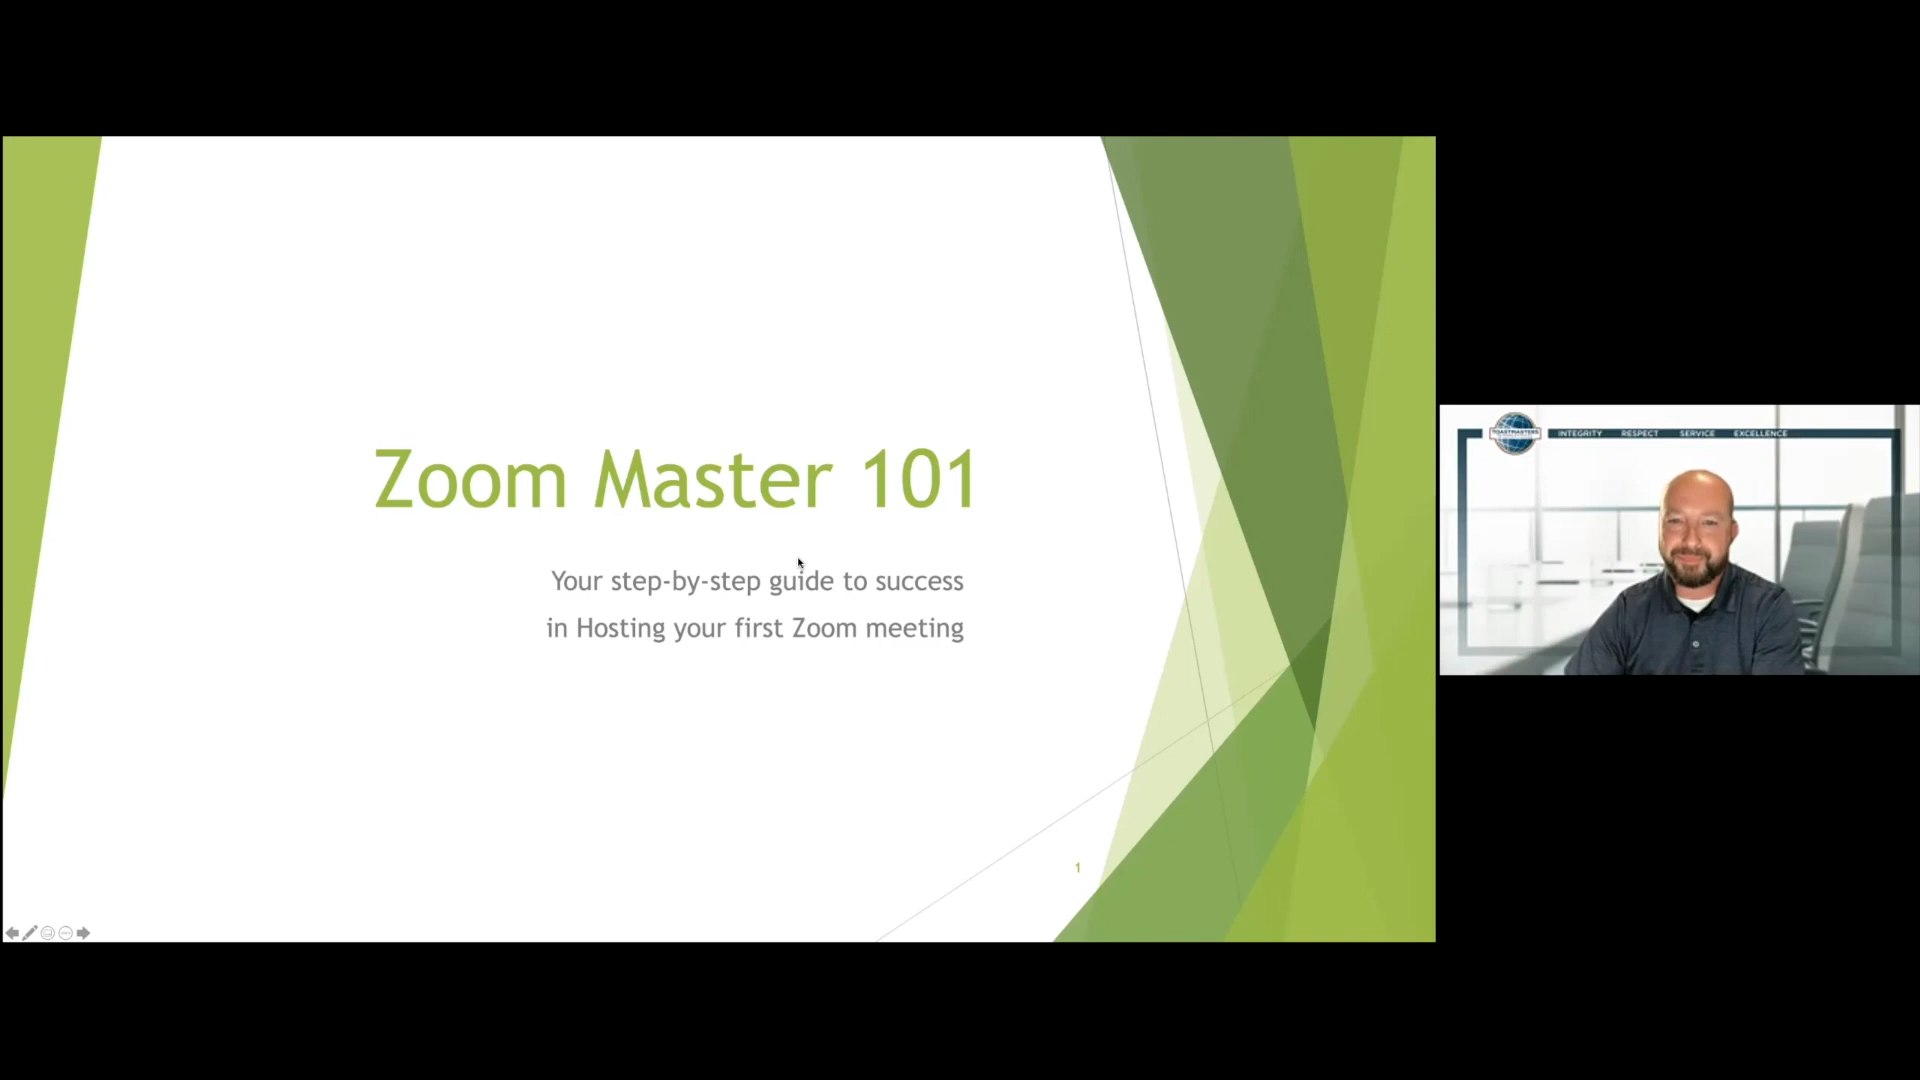 Zoom Master 101
Your step-by-step guide to success
in Hosting your first Zoom meeting
1
TOASTMASTERS
INTEGRITY RESPECT SERVICE EXCELLENCE